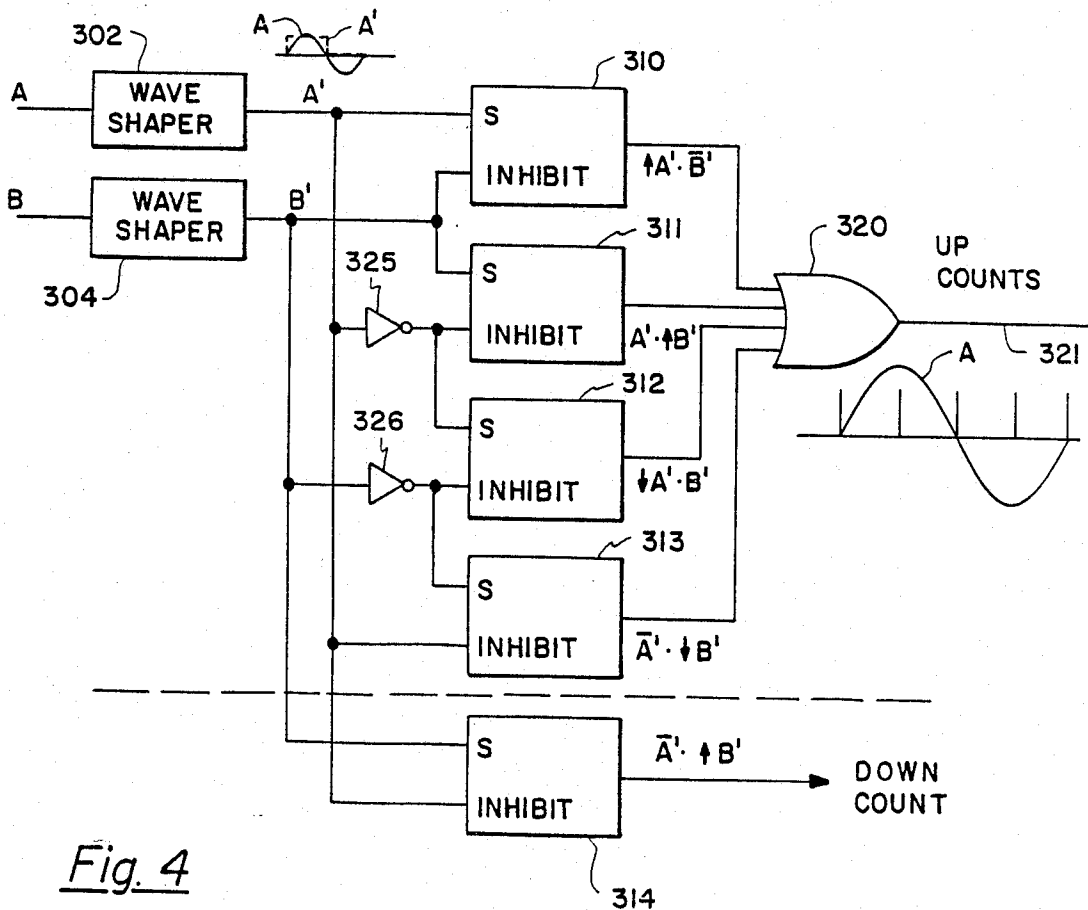 302
A
A'
A
WAVE
SHAPER
A'
310
S
INHIBIT
↑A'·B̅'
B
WAVE
SHAPER
B'
304
311
S
INHIBIT
A'·↑B'
325
320
UP
COUNTS
321
A
312
S
INHIBIT
↓A'·B'
326
313
S
INHIBIT
A̅'·↓B'
S
INHIBIT
A̅'·↑B'
DOWN
COUNT
314
Fig. 4